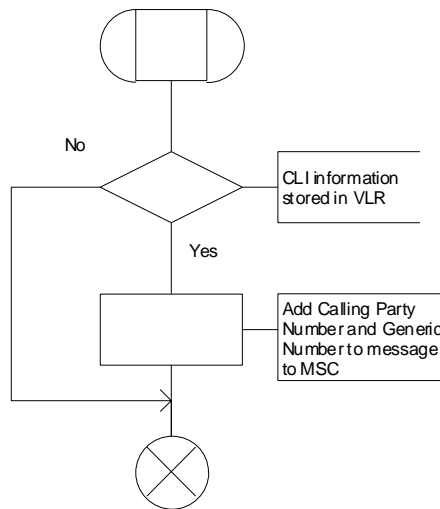 No
CLI information
stored in VLR
Yes
Add Calling Party
Number and Generic
Number to message
to MSC